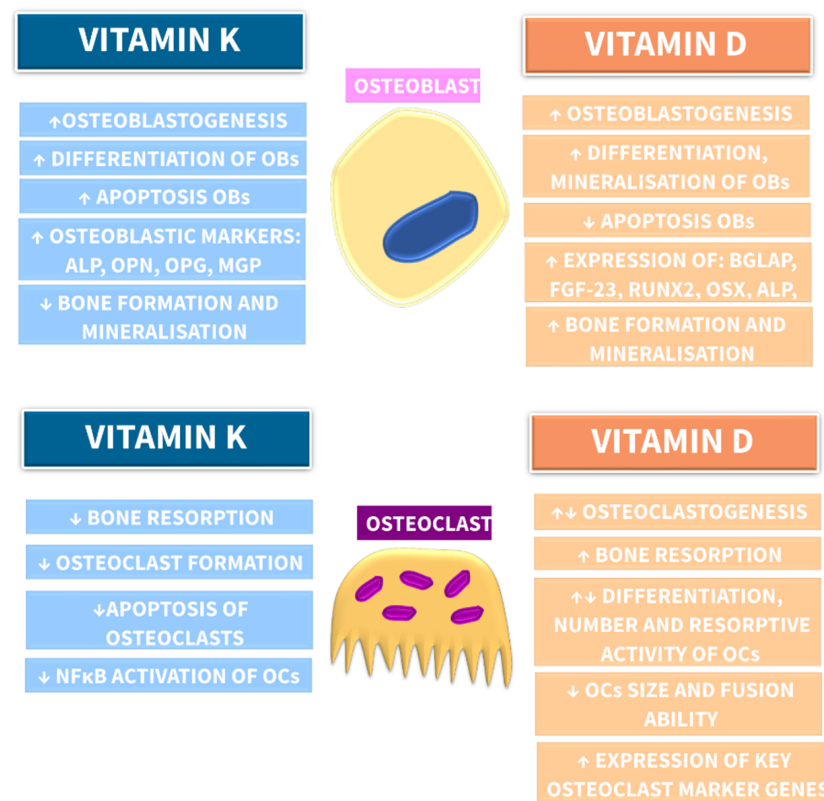 VITAMIN K
↑OSTEOBLASTOGENESIS
↑ DIFFERENTIATION OF OBs
↑ APOPTOSIS OBs
↑ OSTEOBLASTIC MARKERS:
ALP, OPN, OPG, MGP
↓ BONE FORMATION AND
MINERALISATION
OSTEOBLAST
VITAMIN D
↑ OSTEOBLASTOGENESIS
↑ DIFFERENTIATION,
MINERALISATION OF OBs
↓ APOPTOSIS OBs
↑ EXPRESSION OF: BGLAP,
FGF-23, RUNX2, OSX, ALP,
↑ BONE FORMATION AND
MINERALISATION
VITAMIN K
↓ BONE RESORPTION
↓ OSTEOCLAST FORMATION
↓APOPTOSIS OF
OSTEOCLASTS
↓ NFκB ACTIVATION OF OCs
OSTEOCLAST
VITAMIN D
↑↓ OSTEOCLASTOGENESIS
↑ BONE RESORPTION
↑↓ DIFFERENTIATION,
NUMBER AND RESORPTIVE
ACTIVITY OF OCs
↓ OCs SIZE AND FUSION
ABILITY
↑ EXPRESSION OF KEY
OSTEOCLAST MARKER GENES